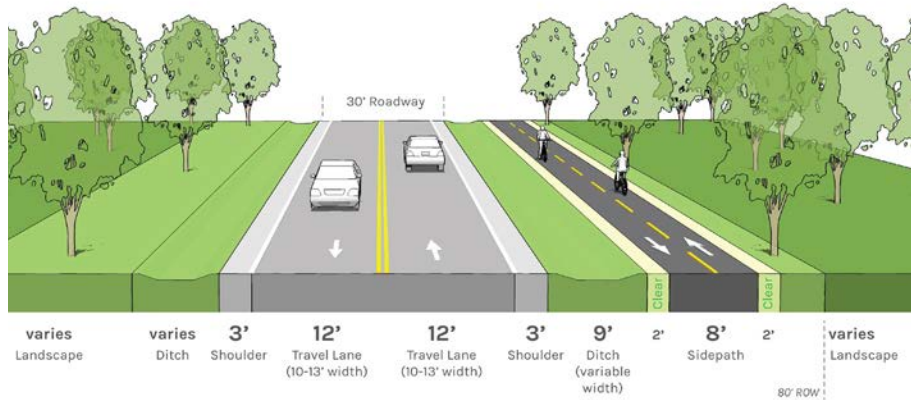 30' Roadway
Clear
Clear
varies
Landscape
varies
Ditch
3'
Shoulder
12'
Travel Lane
(10-13' width)
12'
Travel Lane
(10-13' width)
3'
Shoulder
9'
Ditch
(variable
width)
2'
8'
Sidepath
2'
varies
Landscape
80' ROW